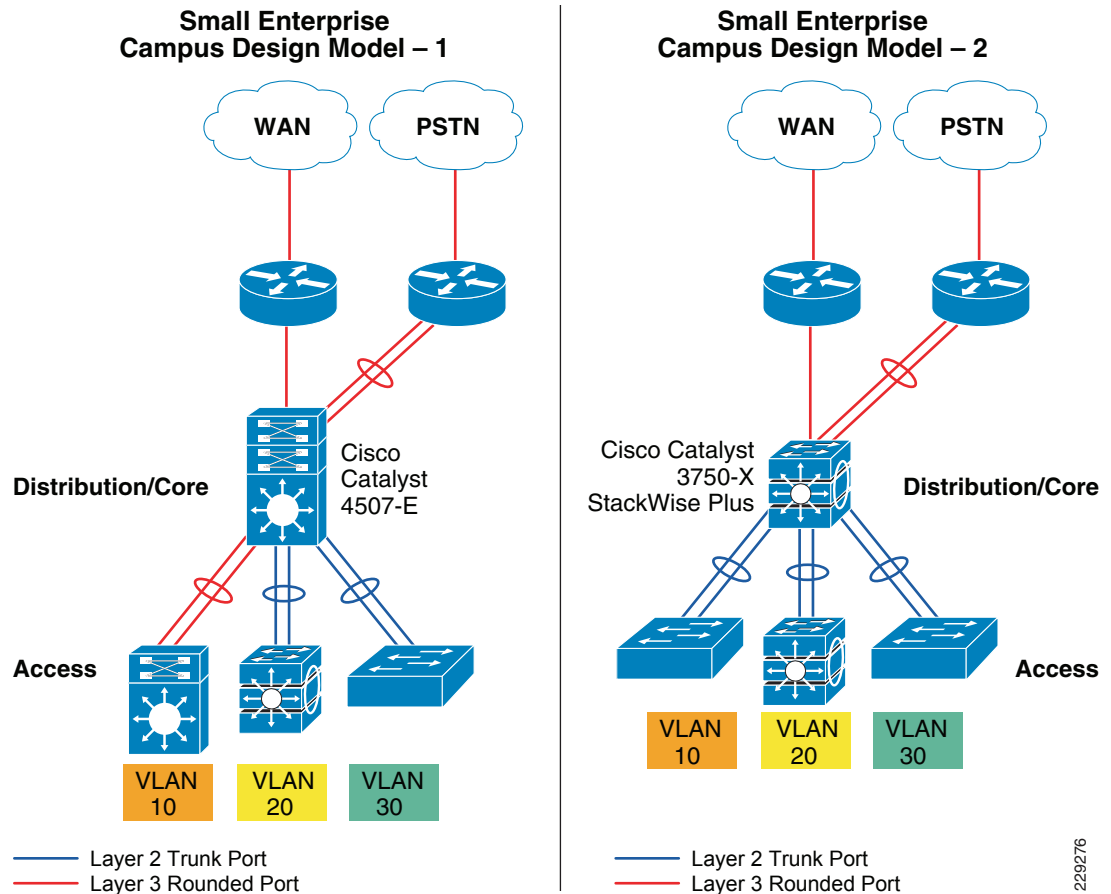 Small Enterprise
Campus Design Model – 1
WAN
PSTN
Cisco
Catalyst
4507-E
Distribution/Core
Access
VLAN
10
VLAN
20
VLAN
30
Layer 2 Trunk Port
Layer 3 Rounded Port
Small Enterprise
Campus Design Model – 2
WAN
PSTN
Cisco Catalyst
3750-X
StackWise Plus
Distribution/Core
Access
VLAN
10
VLAN
20
VLAN
30
Layer 2 Trunk Port
Layer 3 Rounded Port
229276